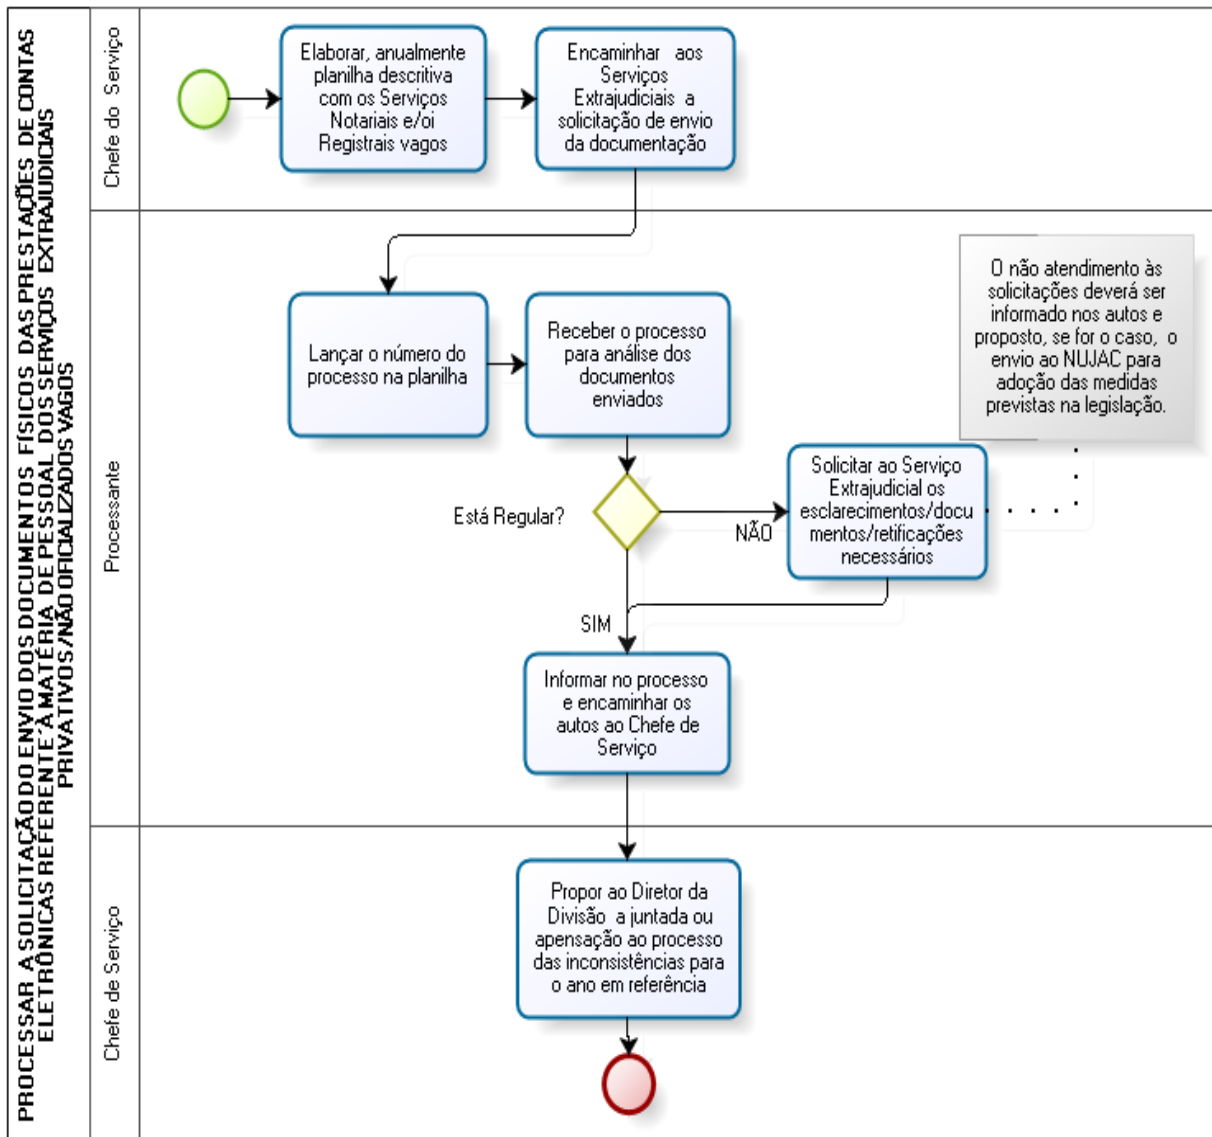 PROCESSAR A SOLICITAÇÃO DO ENVIO DOS DOCUMENTOS FÍSICOS DAS PRESTAÇÕES DE CONTAS
ELETRÔNICAS REFERENTE À MATÉRIA DE PESSOAL DOS SERVIÇOS EXTRAJUDICIAIS
PRIVATIVOS/NÃO OFICIALIZADOS VAGOS
Chefe do Serviço
Elaborar, anualmente
planilha descritiva
com os Serviços
Notariais e/oi
Registrais vagos
Encaminhar aos
Serviços
Extrajudiciais a
solicitação de envio
da documentação
Processante
Lançar o número do
processo na planilha
Receber o processo
para análise dos
documentos
enviados
O não atendimento às
solicitações deverá ser
informado nos autos e
proposto, se for o caso, o
envio ao NUJAC para
adoção das medidas
previstas na legislação.
Está Regular?
NÃO
Solicitar ao Serviço
Extrajudicial os
esclarecimentos/docu
mentos/retificações
necessários
SIM
Informar no processo
e encaminhar os
autos ao Chefe de
Serviço
Chefe de Serviço
Propor ao Diretor da
Divisão a juntada ou
apensação ao processo
das inconsistências para
o ano em referência